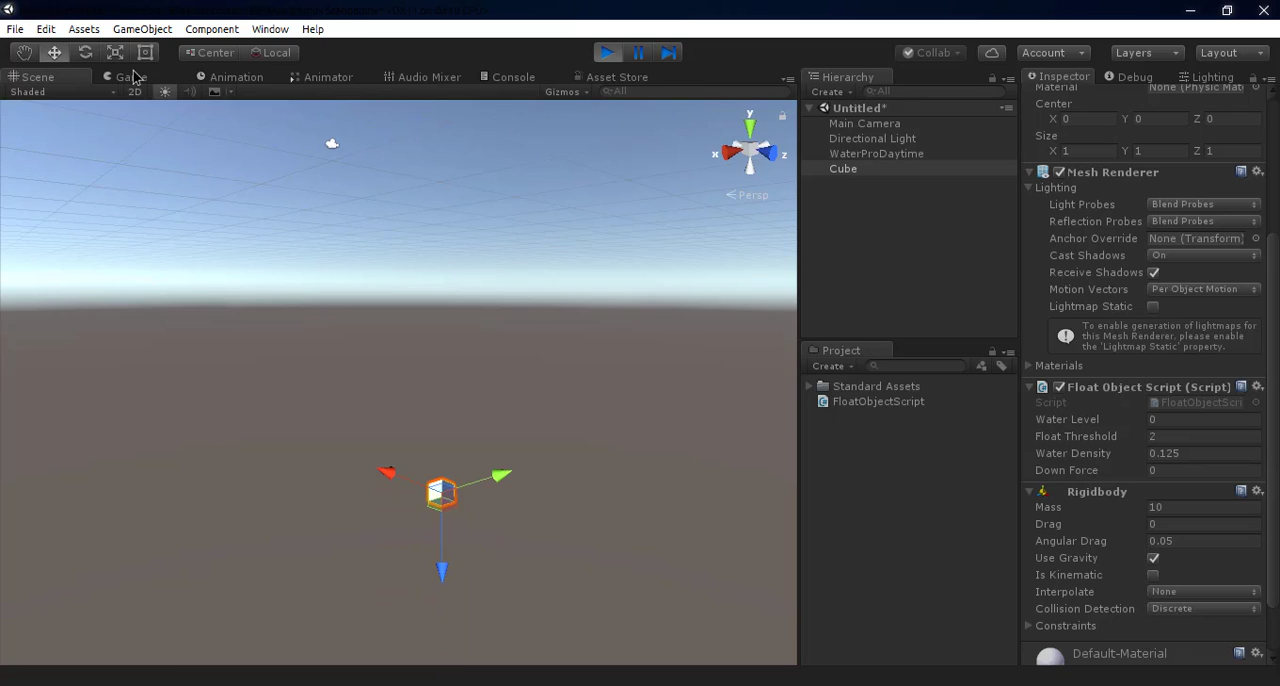 File Edit Assets GameObject Component Window Help
Center Local Collab Account Layers Layout
Scene Game Animation Animator Audio Mixer Console Asset Store
Shaded 2D Gizmos All
y
x z
Persp
Hierarchy
Create All
Untitled*
Main Camera
Directional Light
WaterProDaytime
Cube
Project
Create
Standard Assets
FloatObjectScript
Inspector Debug Lighting
Material None (Physic Mat
Center
X 0 Y 0 Z 0
Size
X 1 Y 1 Z 1
Mesh Renderer
Lighting
Light Probes Blend Probes
Reflection Probes Blend Probes
Anchor Override None (Transform)
Cast Shadows On
Receive Shadows
Motion Vectors Per Object Motion
Lightmap Static
To enable generation of lightmaps for
this Mesh Renderer, please enable
the 'Lightmap Static' property.
Materials
Float Object Script (Script)
Script FloatObjectScri
Water Level 0
Float Threshold 2
Water Density 0.125
Down Force 0
Rigidbody
Mass 10
Drag 0
Angular Drag 0.05
Use Gravity
Is Kinematic
Interpolate None
Collision Detection Discrete
Constraints
Default-Material